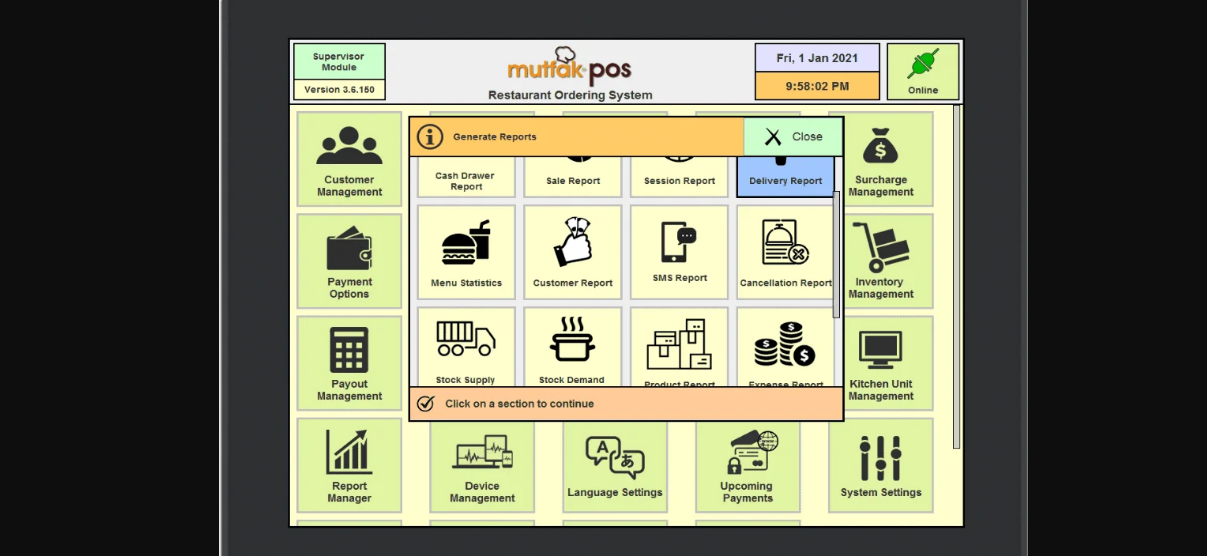 Supervisor
Module
Version 3.6.150
mutfak pos
Restaurant Ordering System
Fri, 1 Jan 2021
9:58:02 PM
Online
Generate Reports
Close
Customer
Management
Cash Drawer
Report
Sale Report
Session Report
Delivery Report
Surcharge
Management
Payment
Options
Menu Statistics
Customer Report
SMS Report
Cancellation Report
Inventory
Management
Payout
Management
Stock Supply
Stock Demand
Product Report
Expense Report
Kitchen Unit
Management
Click on a section to continue
Report
Manager
Device
Management
Language Settings
Upcoming
Payments
System Settings